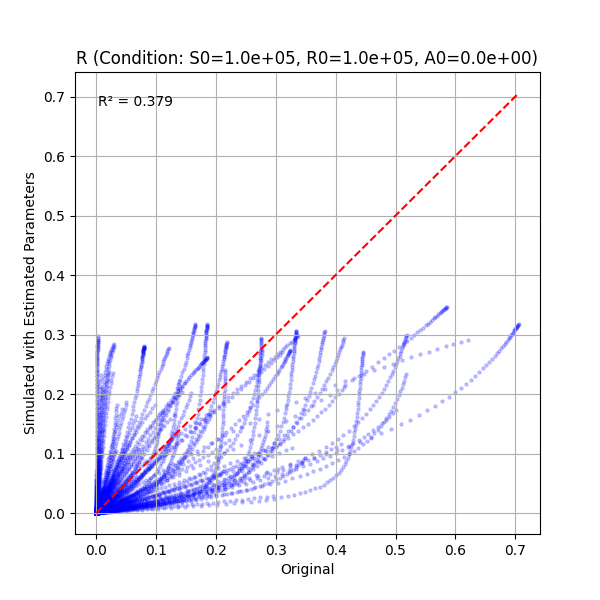 R (Condition: S0=1.0e+05, R0=1.0e+05, A0=0.0e+00)
R² = 0.379
0.7
0.6
0.5
0.4
0.3
0.2
0.1
0.0
Simulated with Estimated Parameters
0.0 0.1 0.2 0.3 0.4 0.5 0.6 0.7
Original